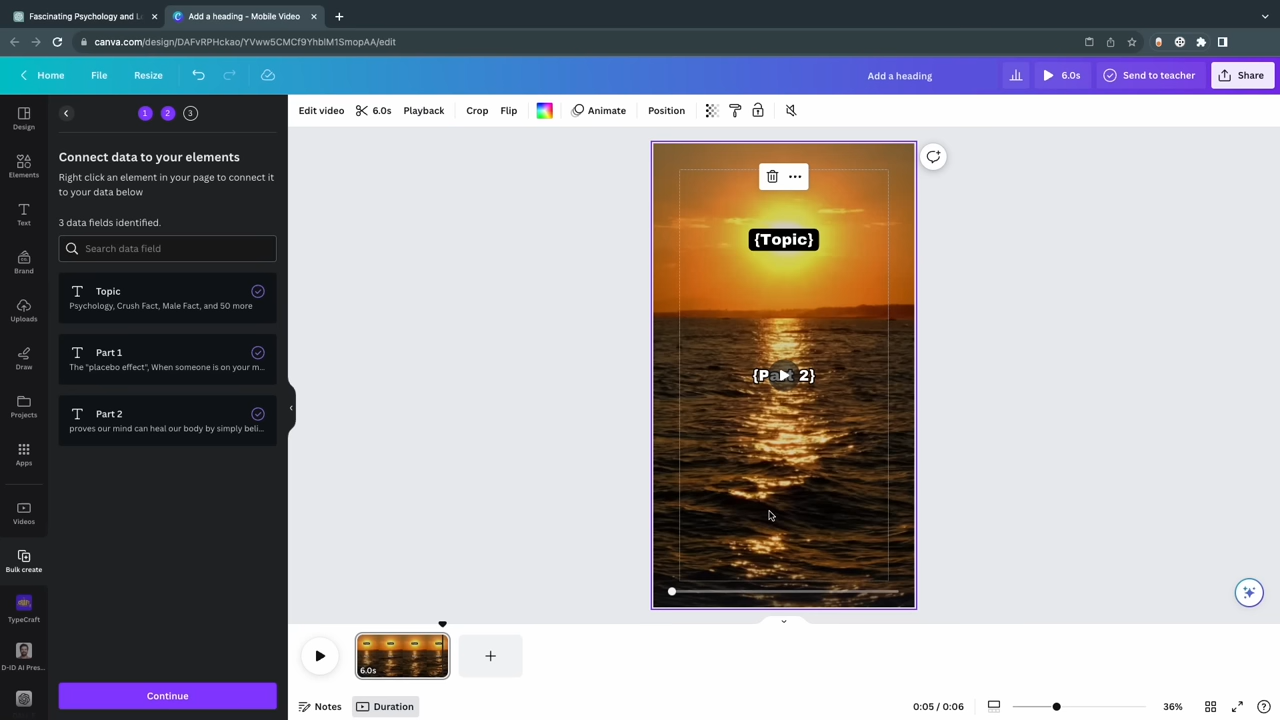 Fascinating Psychology and L
Add a heading - Mobile Video
canva.com/design/DAFvRPHckao/YVww5CMCf9YhblM1SmopAA/edit
Home
File
Resize
Add a heading
6.0s
Send to teacher
Share
Design
Elements
Text
Brand
Uploads
Draw
Projects
Apps
Videos
Bulk create
TypeCraft
D-ID AI Pres...
1
2
3
Connect data to your elements
Right click an element in your page to connect it
to your data below
3 data fields identified.
Search data field
Topic
Psychology, Crush Fact, Male Fact, and 50 more
Part 1
The "placebo effect", When someone is on your m...
Part 2
proves our mind can heal our body by simply beli...
Continue
Edit video
6.0s
Playback
Crop
Flip
Animate
Position
{Topic}
{Part 2}
6.0s
Notes
Duration
0:05 / 0:06
36%